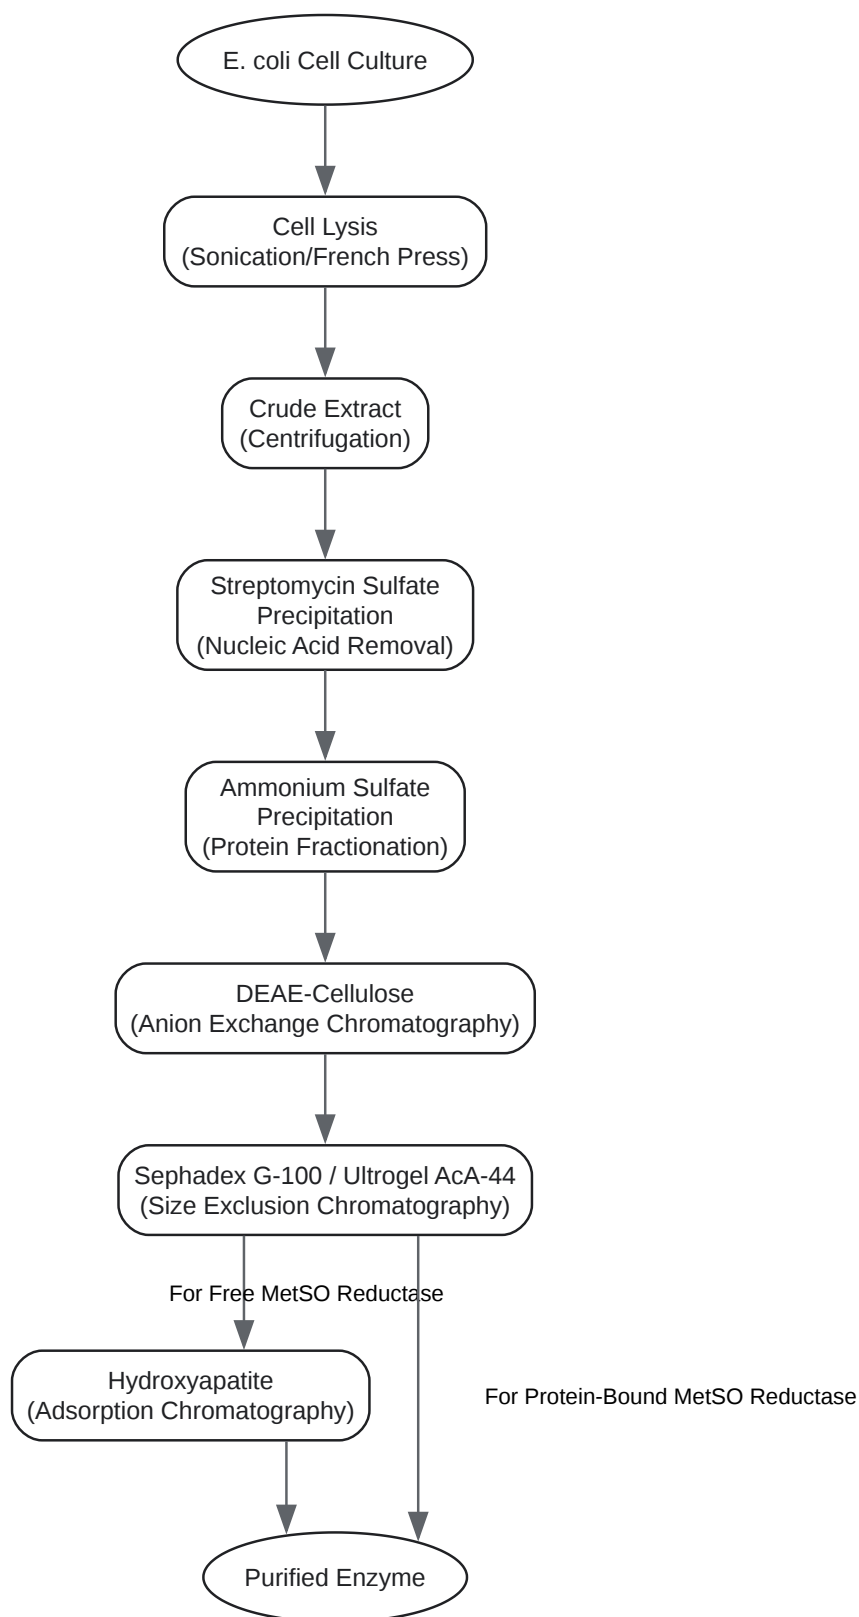 E. coli Cell Culture
Cell Lysis
(Sonication/French Press)
Crude Extract
(Centrifugation)
Streptomycin Sulfate
Precipitation
(Nucleic Acid Removal)
Ammonium Sulfate
Precipitation
(Protein Fractionation)
DEAE-Cellulose
(Anion Exchange Chromatography)
Sephadex G-100 / Ultrogel AcA-44
(Size Exclusion Chromatography)
For Free MetSO Reductase
Hydroxyapatite
(Adsorption Chromatography)
For Protein-Bound MetSO Reductase
Purified Enzyme